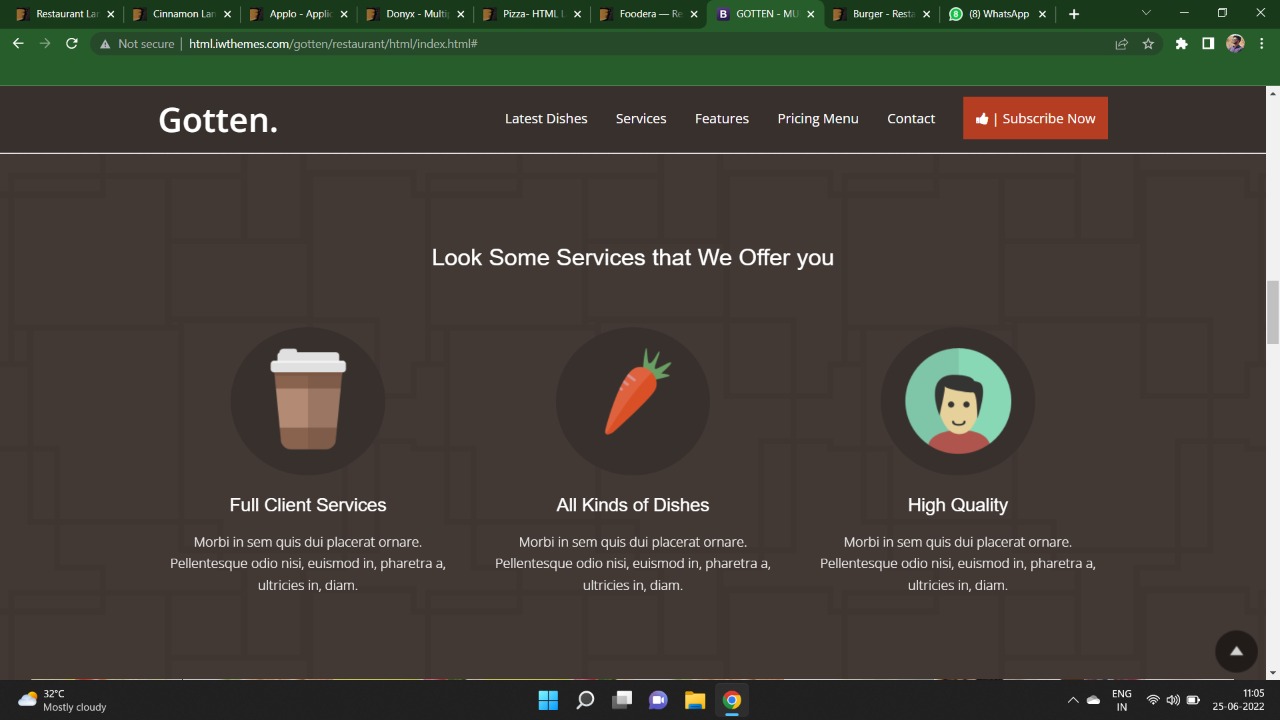 Restaurant Lan Cinnamon Lan Applo - Applic Donyx - Multip Pizza- HTML L Foodera — Re B GOTTEN - MU Burger - Resta 8 (8) WhatsApp
Not secure | html.iwthemes.com/gotten/restaurant/html/index.html#
Gotten. Latest Dishes Services Features Pricing Menu Contact | Subscribe Now
Look Some Services that We Offer you
Full Client Services All Kinds of Dishes High Quality
Morbi in sem quis dui placerat ornare. Morbi in sem quis dui placerat ornare. Morbi in sem quis dui placerat ornare.
Pellentesque odio nisi, euismod in, pharetra a, Pellentesque odio nisi, euismod in, pharetra a, Pellentesque odio nisi, euismod in, pharetra a,
ultricies in, diam. ultricies in, diam. ultricies in, diam.
32°C ENG 11:05
Mostly cloudy IN 25-06-2022